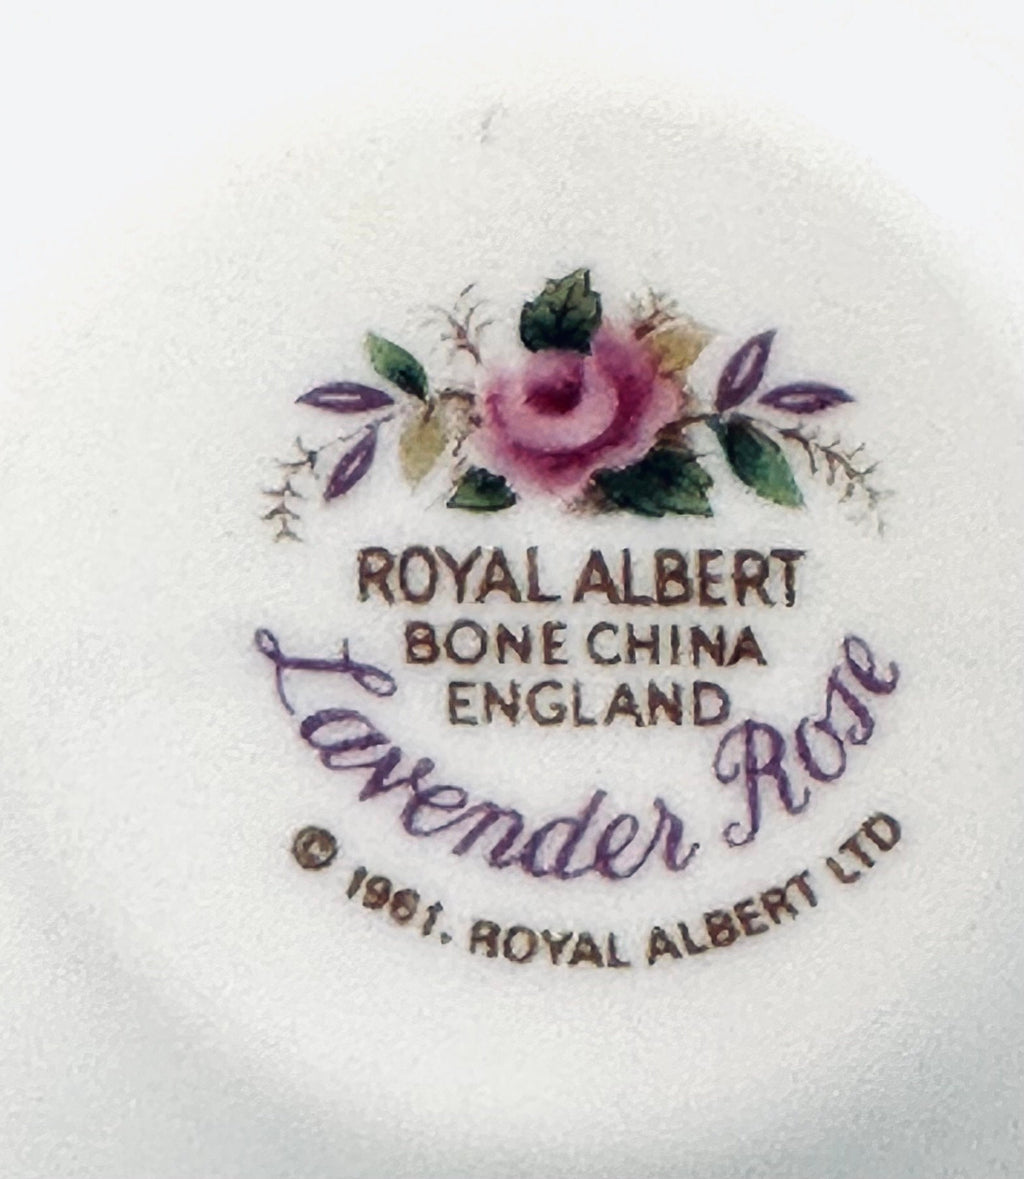 ROYAL ALBERT
BONE CHINA
ENGLAND
Lavender Rose
© 1961. ROYAL ALBERT LTD